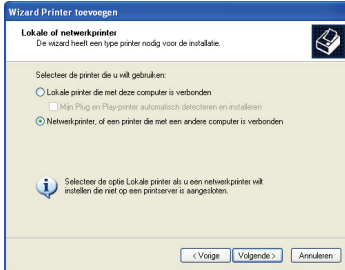 Wizard Printer toevoegen
Lokale of netwerkprinter
De wizard heeft een type printer nodig voor de installatie.
Selecteer de printer die u wilt gebruiken:
Lokale printer die met deze computer is verbonden
Mijn Plug en Play-printer automatisch detecteren en installeren
Netwerkprinter, of een printer die met een andere computer is verbonden
Selecteer de optie Lokale printer als u een netwerkprinter wilt
instellen die niet op een printserver is aangesloten.
< Vorige Volgende > Annuleren